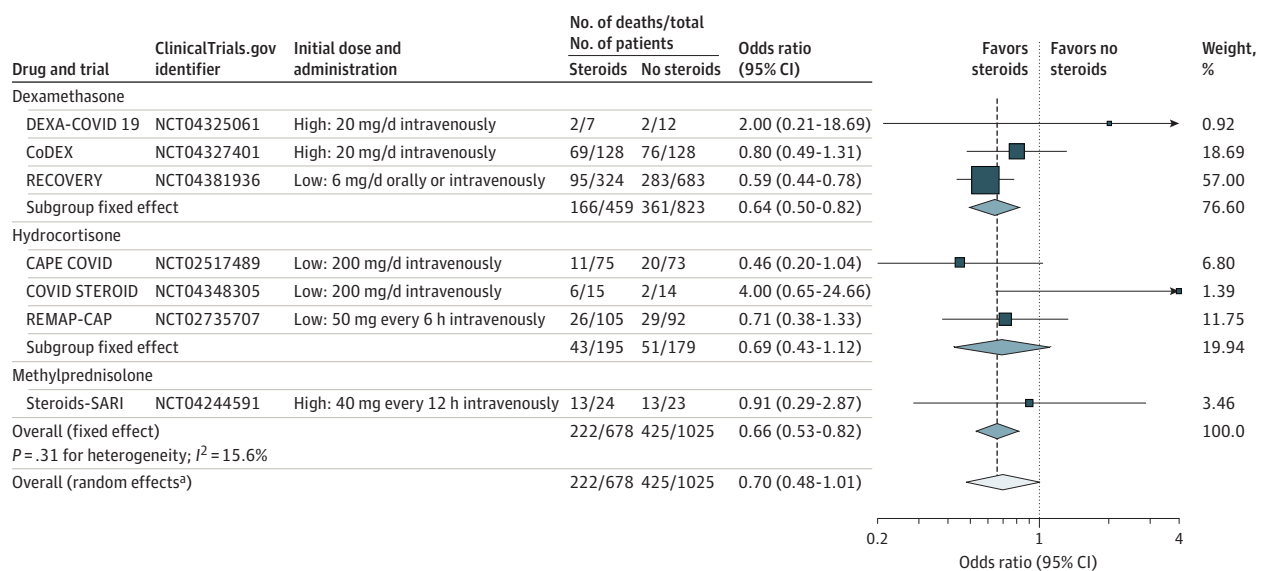 No. of deaths/total
No. of patients
Drug and trial ClinicalTrials.gov identifier Initial dose and administration Steroids No steroids Odds ratio (95% CI) Favors steroids Favors no steroids Weight, %
Dexamethasone
DEXA-COVID 19 NCT04325061 High: 20 mg/d intravenously 2/7 2/12 2.00 (0.21-18.69) 0.92
CoDEX NCT04327401 High: 20 mg/d intravenously 69/128 76/128 0.80 (0.49-1.31) 18.69
RECOVERY NCT04381936 Low: 6 mg/d orally or intravenously 95/324 283/683 0.59 (0.44-0.78) 57.00
Subgroup fixed effect 166/459 361/823 0.64 (0.50-0.82) 76.60
Hydrocortisone
CAPE COVID NCT02517489 Low: 200 mg/d intravenously 11/75 20/73 0.46 (0.20-1.04) 6.80
COVID STEROID NCT04348305 Low: 200 mg/d intravenously 6/15 2/14 4.00 (0.65-24.66) 1.39
REMAP-CAP NCT02735707 Low: 50 mg every 6 h intravenously 26/105 29/92 0.71 (0.38-1.33) 11.75
Subgroup fixed effect 43/195 51/179 0.69 (0.43-1.12) 19.94
Methylprednisolone
Steroids-SARI NCT04244591 High: 40 mg every 12 h intravenously 13/24 13/23 0.91 (0.29-2.87) 3.46
Overall (fixed effect) 222/678 425/1025 0.66 (0.53-0.82) 100.0
P = .31 for heterogeneity; I² = 15.6%
Overall (random effectsᵃ) 222/678 425/1025 0.70 (0.48-1.01)
0.2 1 4
Odds ratio (95% CI)